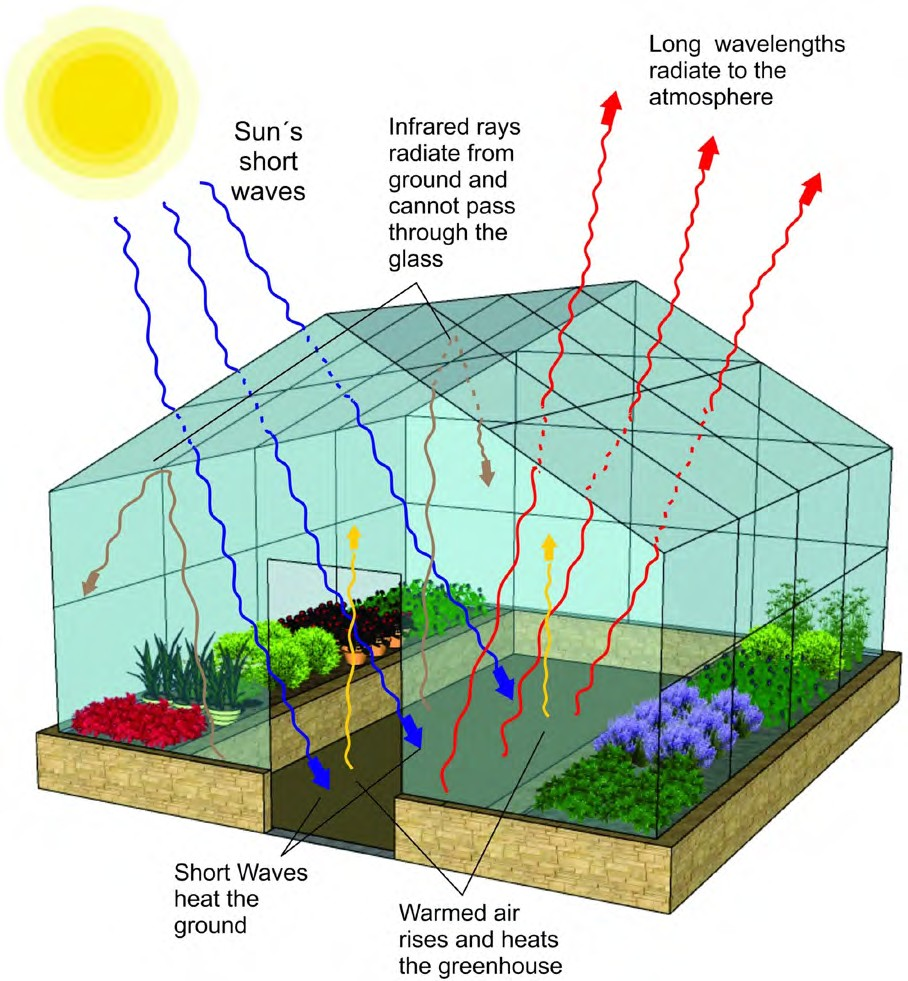 Long  wavelengths
radiate to the
atmosphere
Sun´s
short
waves
Infrared rays
radiate from
ground and
cannot pass
through the
glass
Short Waves
heat the
ground
Warmed air
rises and heats
the greenhouse